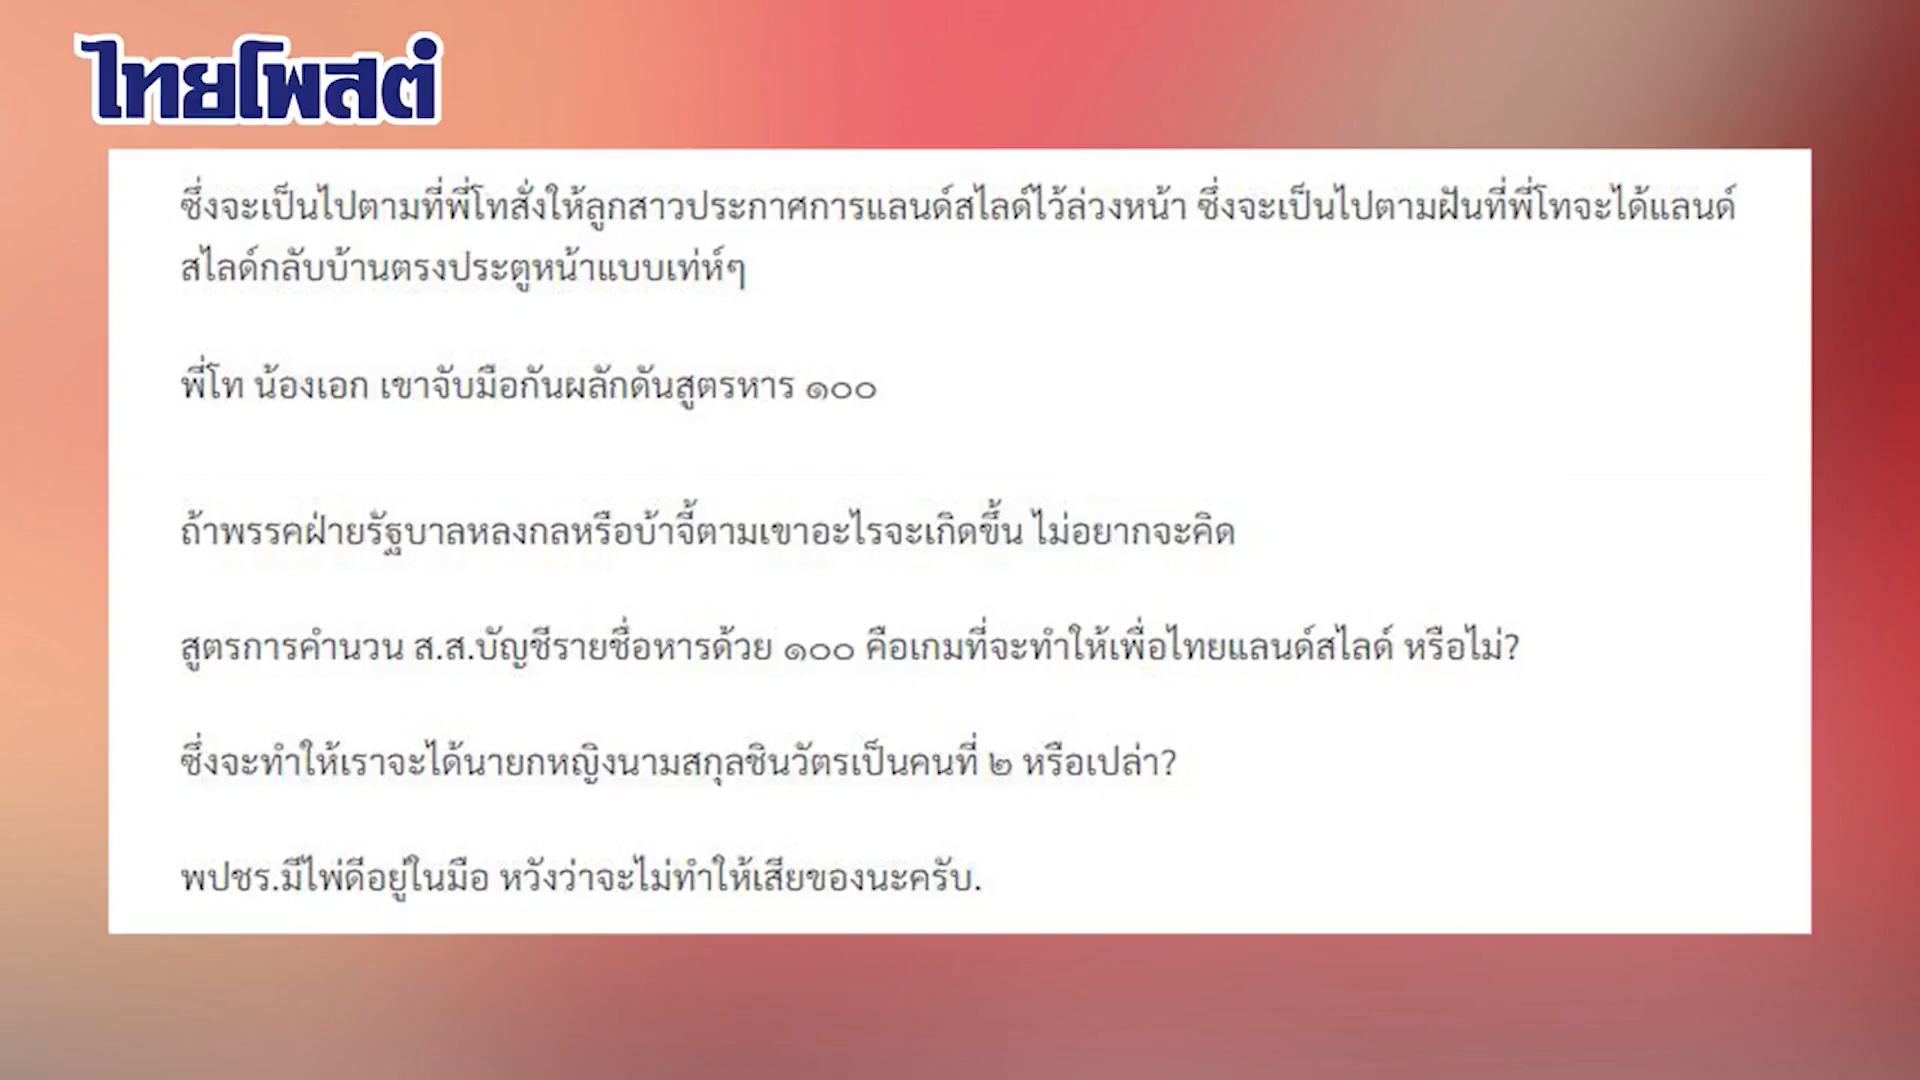 ไทยโพสต์
ซึ่งจะเป็นไปตามที่พี่โทสั่งให้ลูกสาวประกาศการแลนด์สไลด์ไว้ล่วงหน้า ซึ่งจะเป็นไปตามฝันที่พี่โทจะได้แลนด์
สไลด์กลับบ้านตรงประตูหน้าแบบเท่ห์ๆ
พี่โท น้องเอก เขาจับมือกันผลักดันสูตรหาร ๑๐๐
ถ้าพรรคฝ่ายรัฐบาลหลงกลหรือบ้าจี้ตามเขาอะไรจะเกิดขึ้น ไม่อยากจะคิด
สูตรการคำนวน ส.ส.บัญชีรายชื่อหารด้วย ๑๐๐ คือเกมที่จะทำให้เพื่อไทยแลนด์สไลด์ หรือไม่?
ซึ่งจะทำให้เราจะได้นายกหญิงนามสกุลชินวัตรเป็นคนที่ ๒ หรือเปล่า?
พปชร.มีไพ่ดีอยู่ในมือ หวังว่าจะไม่ทำให้เสียของนะครับ.